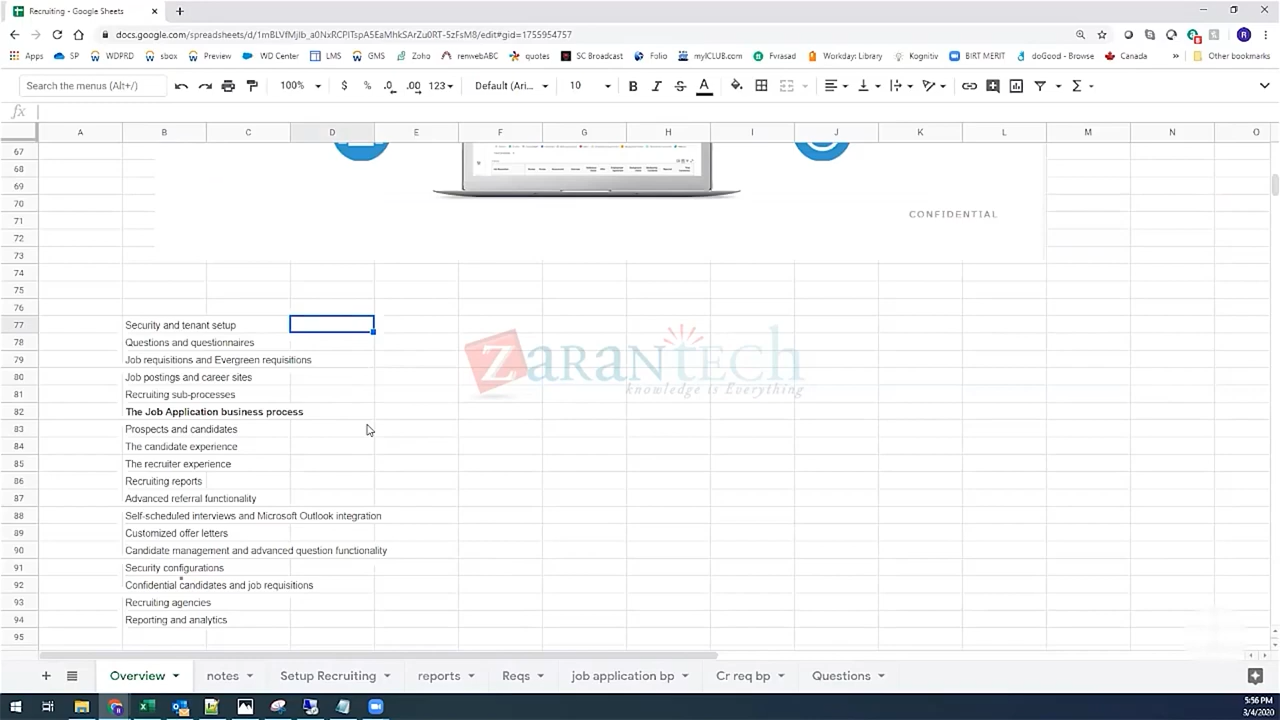 Recruiting - Google Sheets
docs.google.com/spreadsheets/d/1mBLVfMjIb_a0NxRCPITspA5EaMhkSArZu0RT-5zFsM8/edit#gid=1755954757
Apps SP WDPRD sbox Preview WD Center LMS GMS Zoho renwebABC quotes SC Broadcast Folio myICLUB.com Fvrasad Workday Library Kognitiv BIRT MERIT doGood : Browse Canada » Other bookmarks
Search the menus (Alt+/) 100% $ % .0 .00 123 Default (Ari... 10 B I S A
fx
A B C D E F G H I J K L M N O
67
68
69
70
71 CONFIDENTIAL
72
73
74
75
76
77 Security and tenant setup
78 Questions and questionnaires
79 Job requisitions and Evergreen requisitions
80 Job postings and career sites
81 Recruiting sub-processes
82 The Job Application business process
83 Prospects and candidates
84 The candidate experience
85 The recruiter experience
86 Recruiting reports
87 Advanced referral functionality
88 Self-scheduled interviews and Microsoft Outlook integration
89 Customized offer letters
90 Candidate management and advanced question functionality
91 Security configurations
92 Confidential candidates and job requisitions
93 Recruiting agencies
94 Reporting and analytics
95
ZARANtech
knowledge is Everything
Overview notes Setup Recruiting reports Reqs job application bp Cr req bp Questions
5:56 PM
3/4/2020